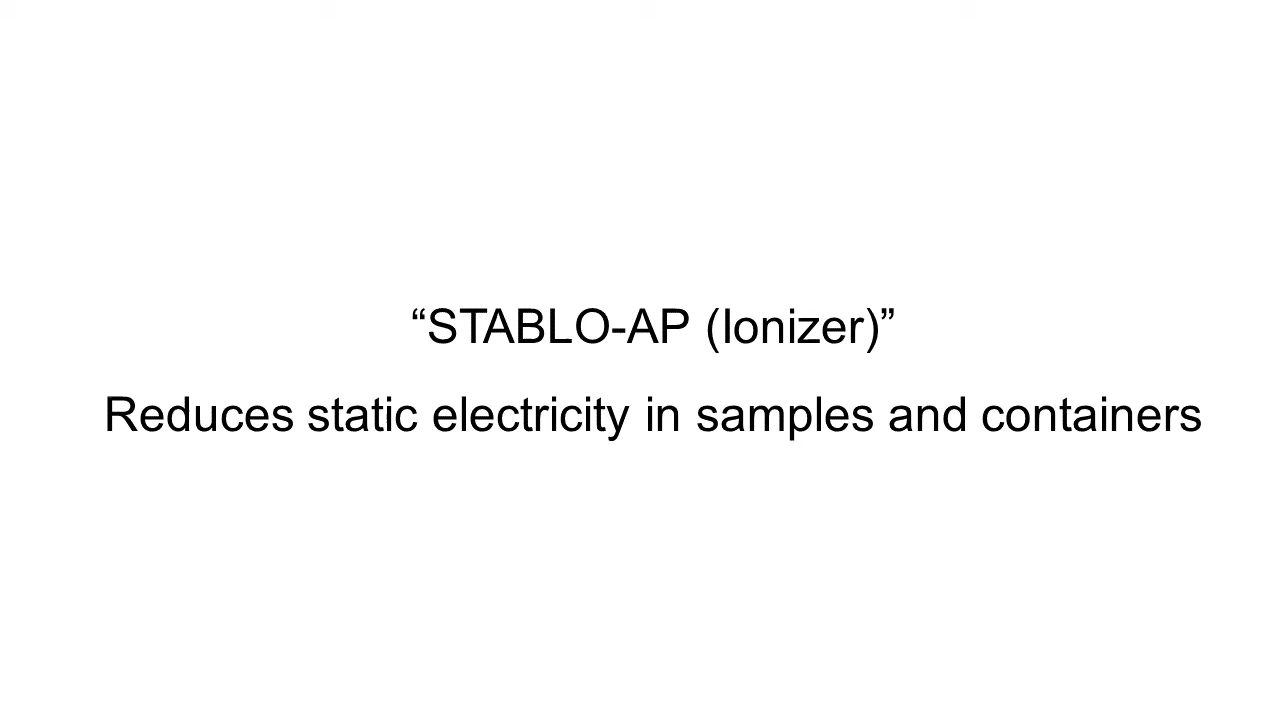 “STABLO-AP (Ionizer)”
Reduces static electricity in samples and containers